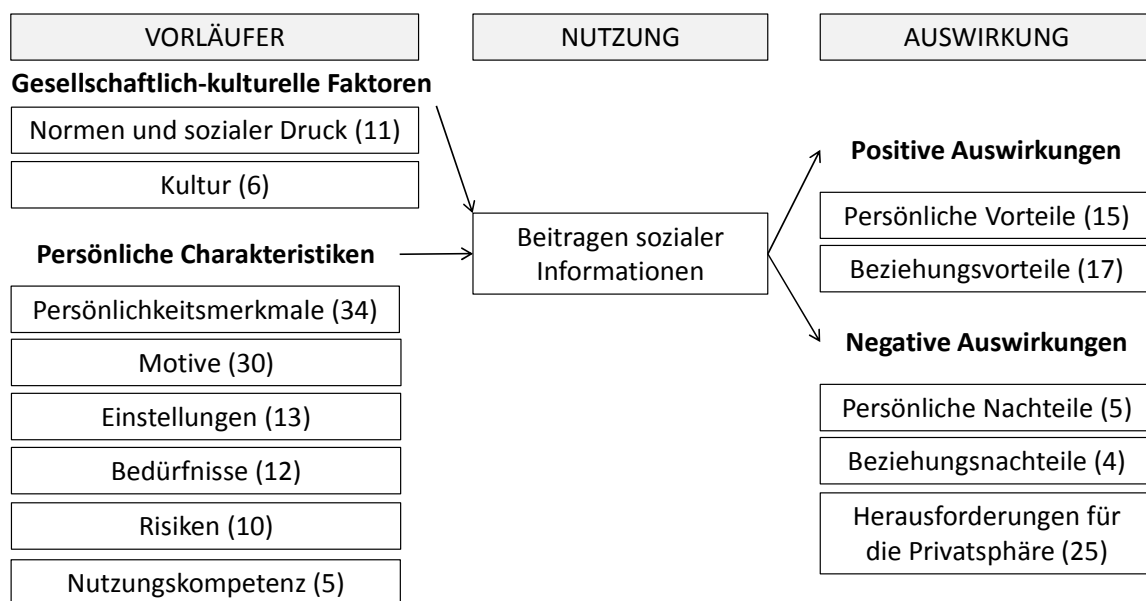 VORLÄUFER
Gesellschaftlich-kulturelle Faktoren
Normen und sozialer Druck (11)
Kultur (6)
Persönliche Charakteristiken
Persönlichkeitsmerkmale (34)
Motive (30)
Einstellungen (13)
Bedürfnisse (12)
Risiken (10)
Nutzungskompetenz (5)
NUTZUNG
Beitragen sozialer
Informationen
AUSWIRKUNG
Positive Auswirkungen
Persönliche Vorteile (15)
Beziehungsvorteile (17)
Negative Auswirkungen
Persönliche Nachteile (5)
Beziehungsnachteile (4)
Herausforderungen für
die Privatsphäre (25)